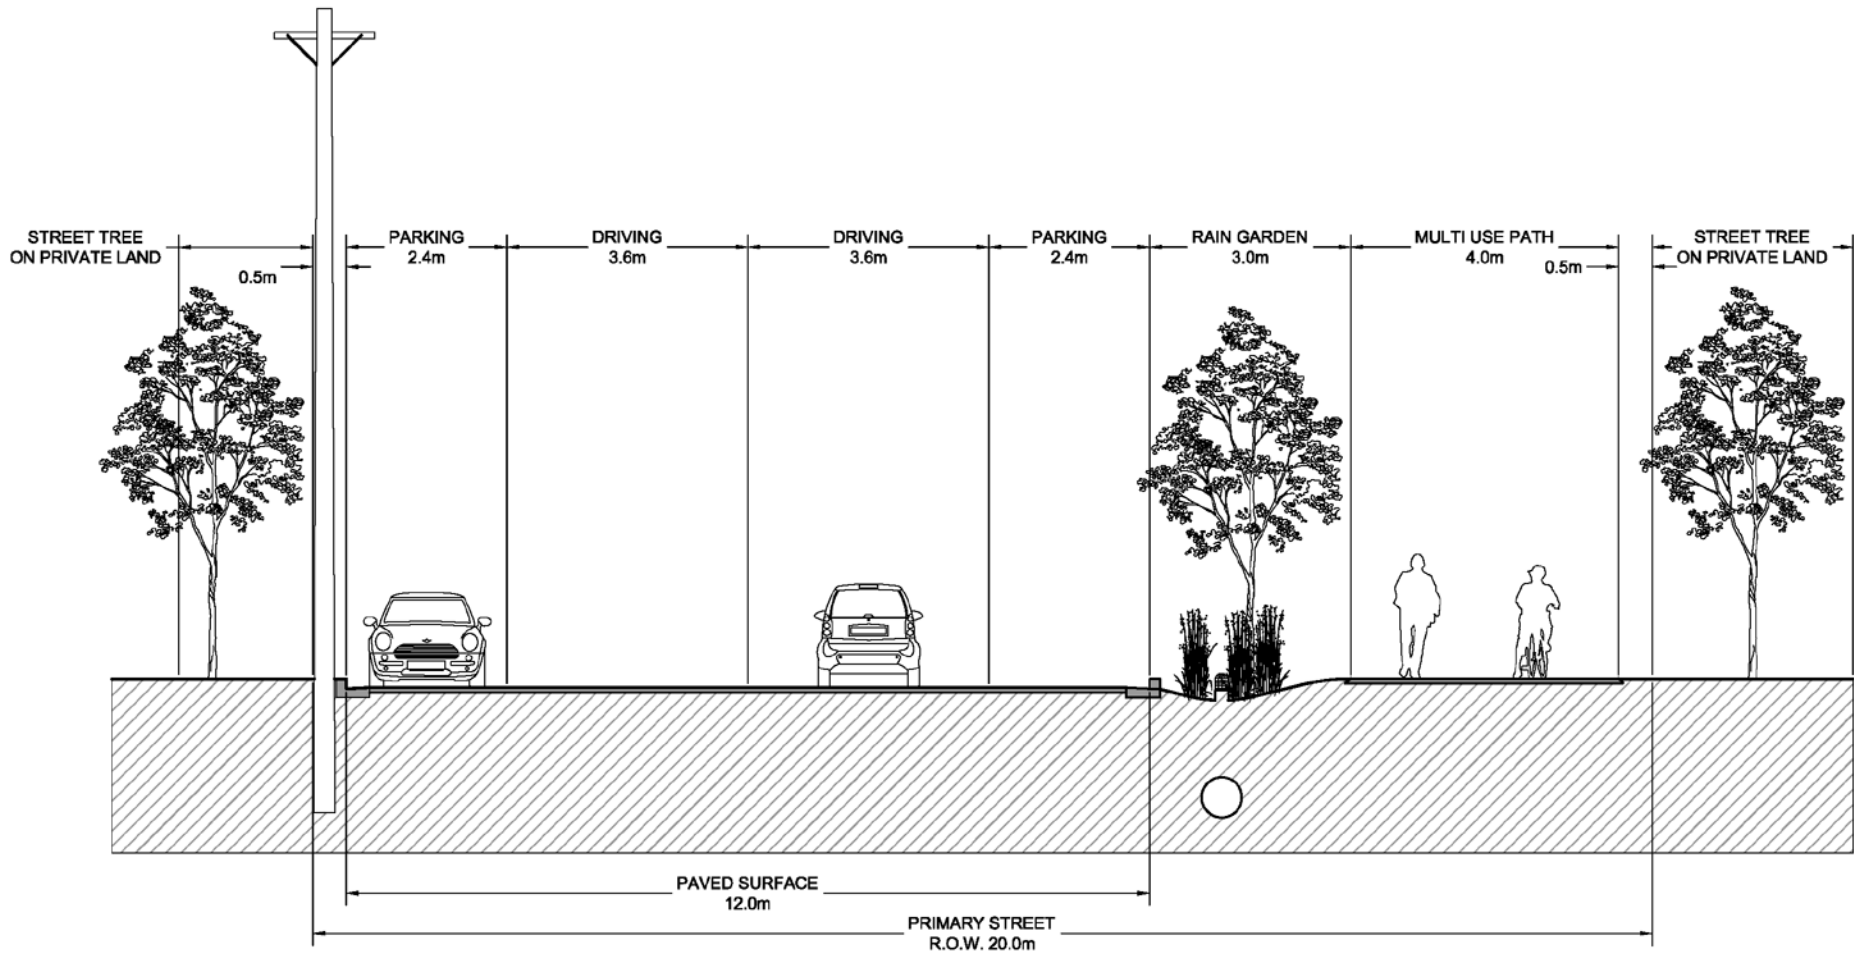 STREET TREE
ON PRIVATE LAND
0.5m
PARKING
2.4m
DRIVING
3.6m
DRIVING
3.6m
PARKING
2.4m
RAIN GARDEN
3.0m
MULTI USE PATH
4.0m
0.5m
STREET TREE
ON PRIVATE LAND
PAVED SURFACE
12.0m
PRIMARY STREET
R.O.W. 20.0m